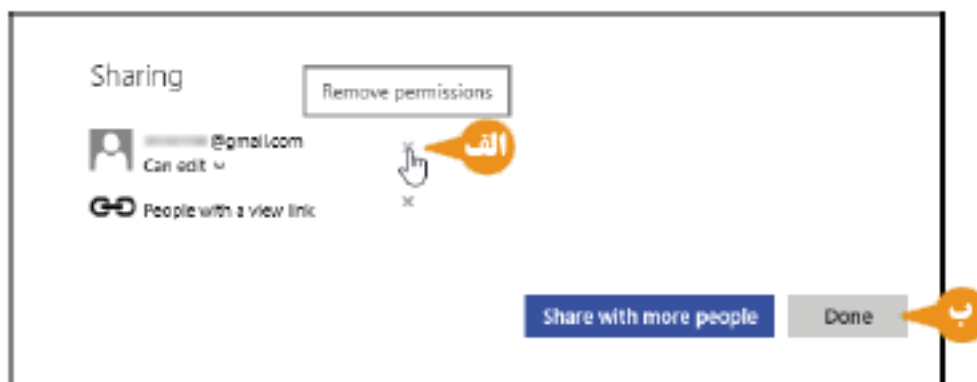 Sharing
Remove permissions
@gmail.com
الف
Can edit
People with a view link
Share with more people
Done
ب